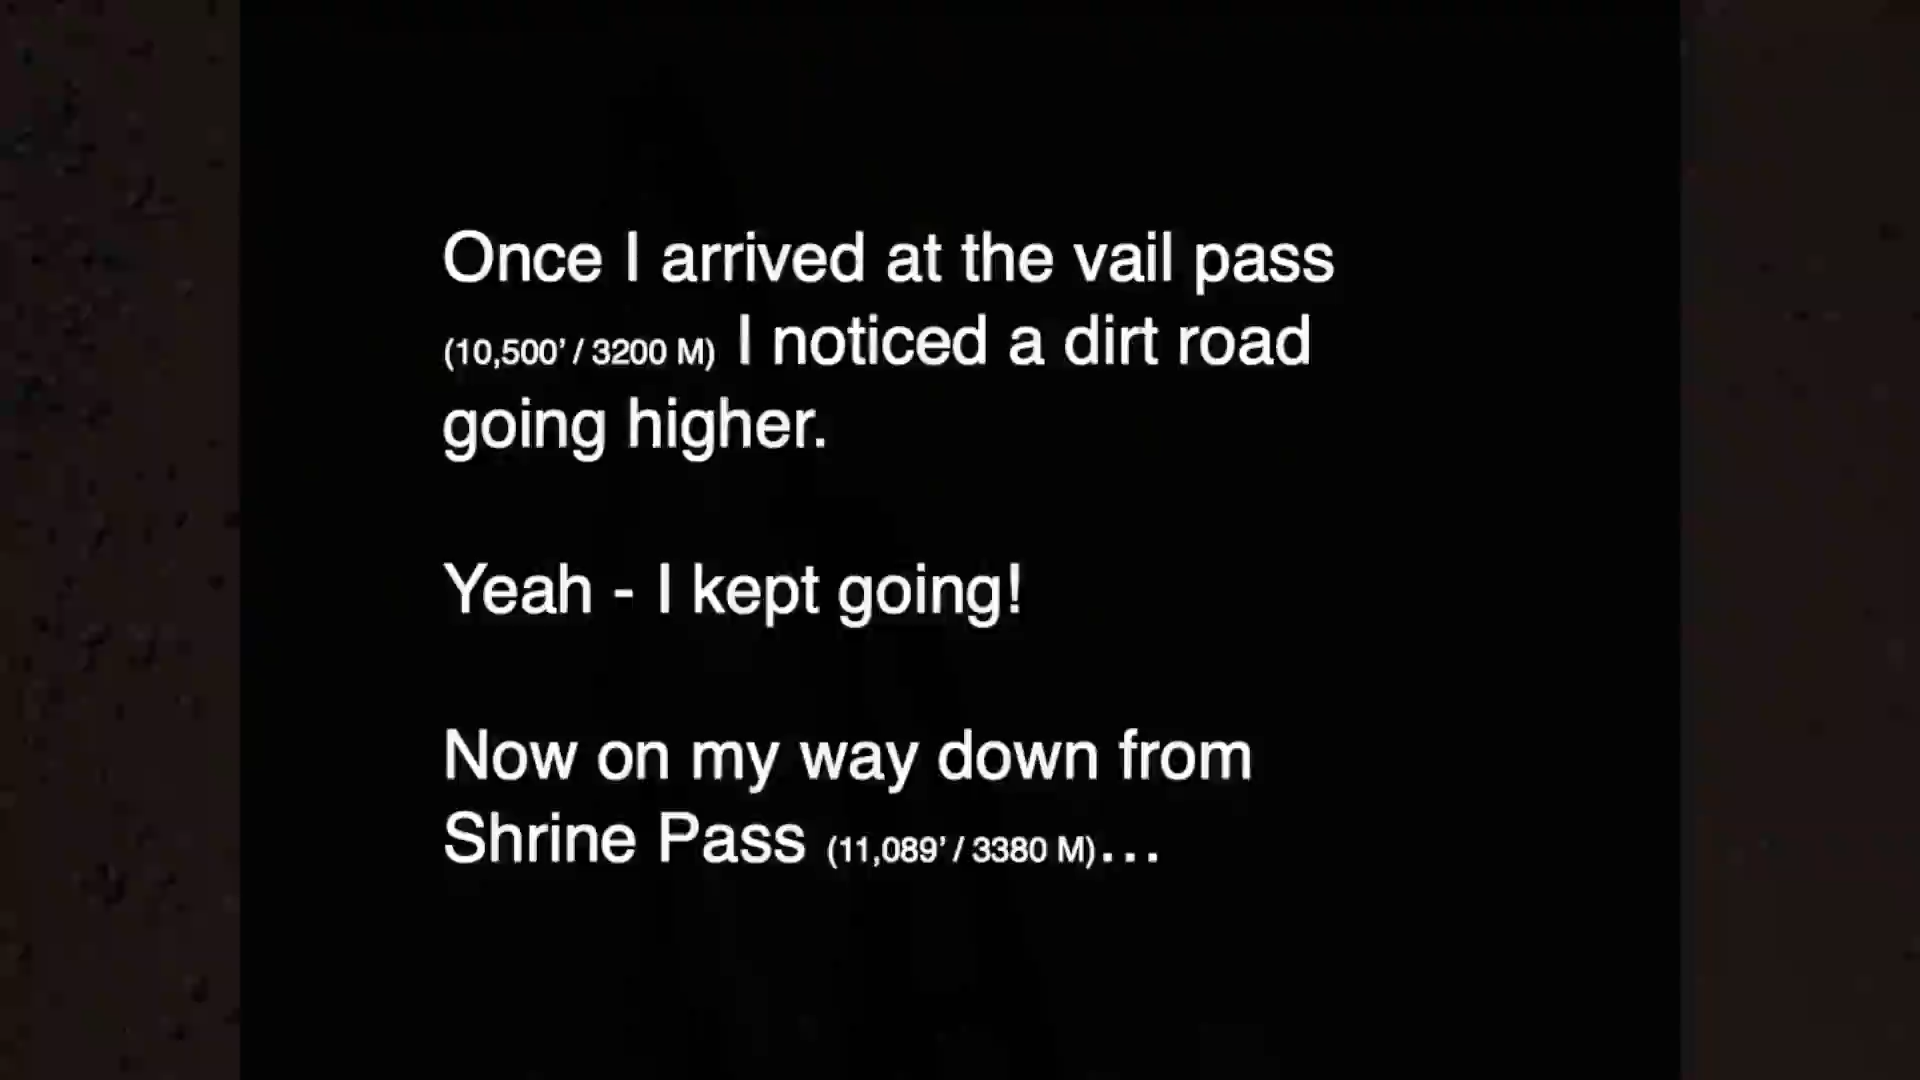 Once I arrived at the vail pass
(10,500’ / 3200 M) I noticed a dirt road
going higher.
Yeah - I kept going!
Now on my way down from
Shrine Pass (11,089’ / 3380 M)…